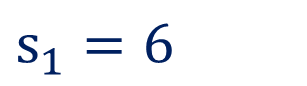 s₁ = 6